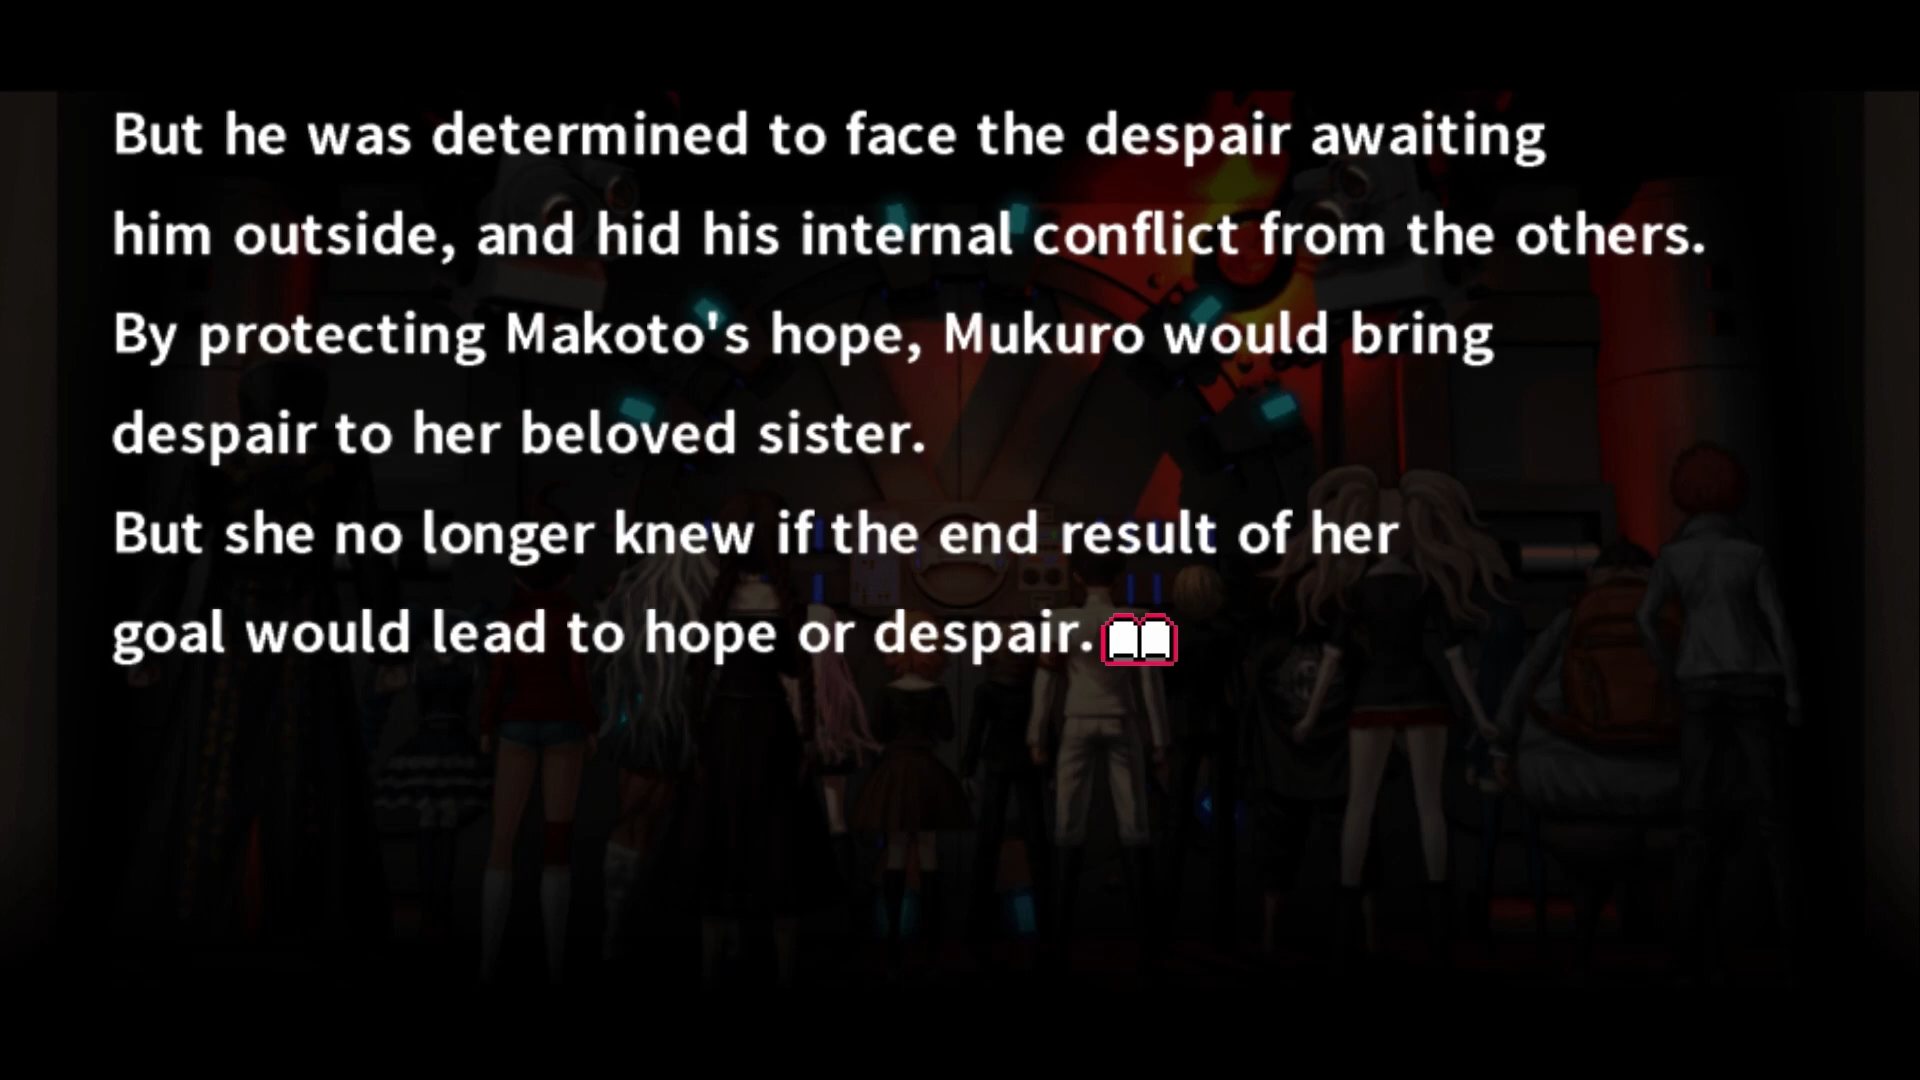 But he was determined to face the despair awaiting
him outside, and hid his internal conflict from the others.
By protecting Makoto's hope, Mukuro would bring
despair to her beloved sister.
But she no longer knew if the end result of her
goal would lead to hope or despair.